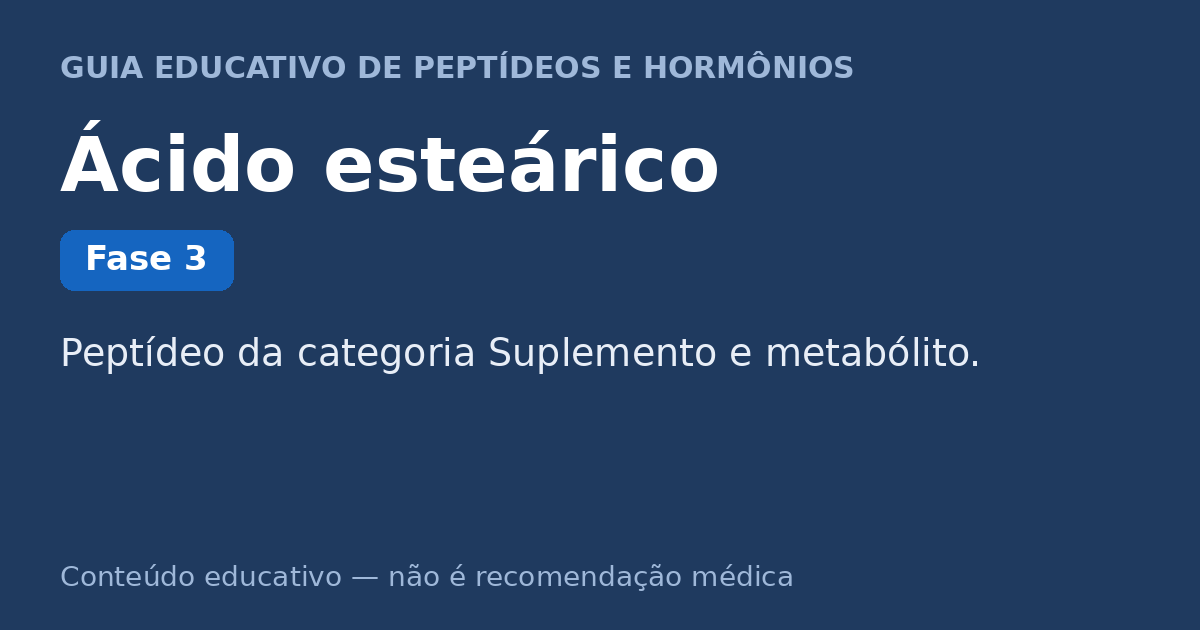 GUIA EDUCATIVO DE PEPTÍDEOS E HORMÔNIOS
Ácido esteárico
Fase 3
Peptídeo da categoria Suplemento e metabólito.
Conteúdo educativo — não é recomendação médica